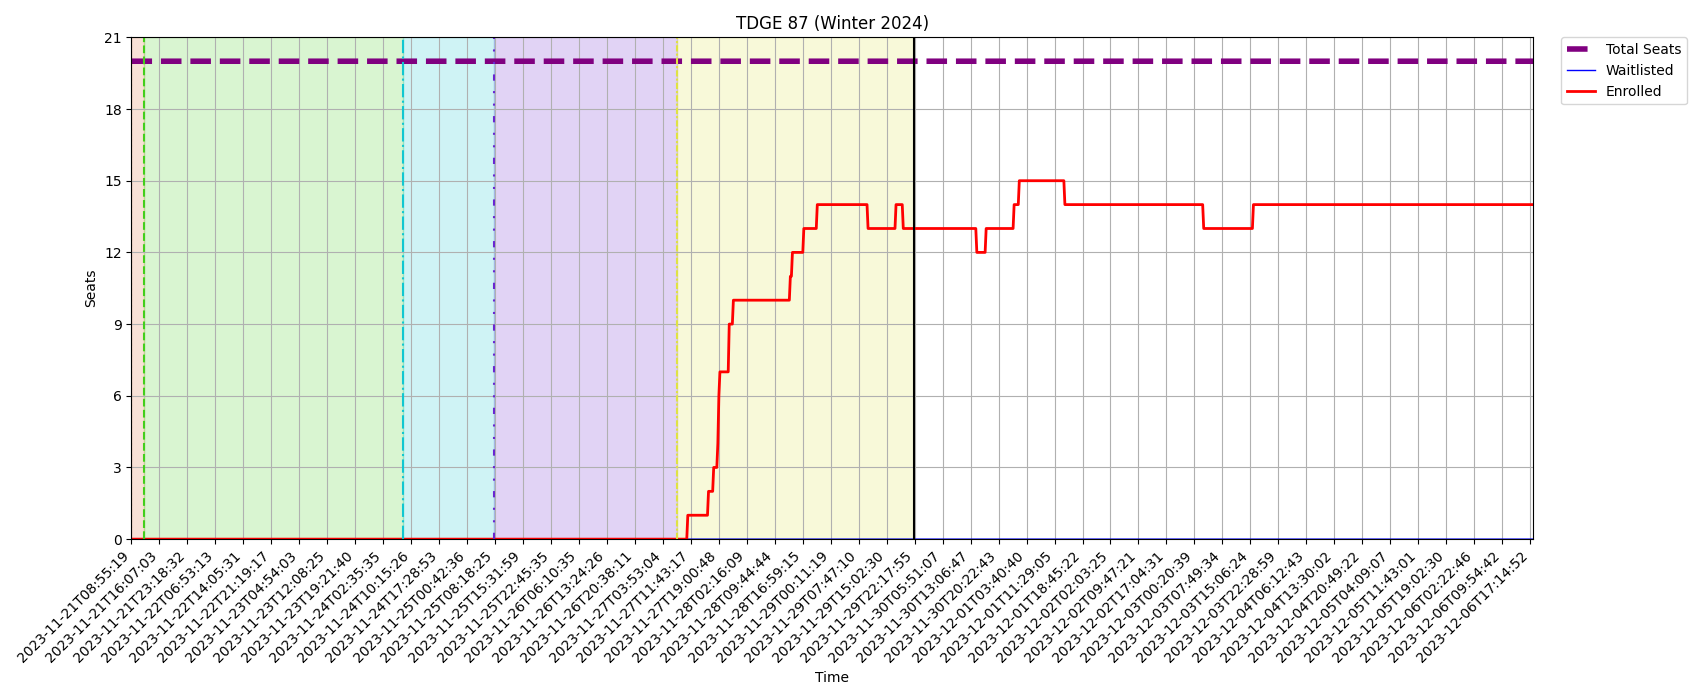 TDGE 87 (Winter 2024)
Total Seats
Waitlisted
Enrolled
21
18
15
12
9
6
3
0
Seats
2023-11-21T08:55:19
2023-11-21T16:07:03
2023-11-21T23:18:32
2023-11-22T06:53:13
2023-11-22T14:05:31
2023-11-22T21:19:17
2023-11-23T04:54:03
2023-11-23T12:08:25
2023-11-23T19:21:40
2023-11-24T02:35:35
2023-11-24T10:15:26
2023-11-24T17:28:53
2023-11-25T00:42:36
2023-11-25T08:18:25
2023-11-25T15:31:59
2023-11-25T22:45:35
2023-11-26T06:10:35
2023-11-26T13:24:26
2023-11-26T20:38:11
2023-11-27T03:53:04
2023-11-27T11:43:17
2023-11-27T19:00:48
2023-11-28T02:16:09
2023-11-28T09:44:44
2023-11-28T16:59:15
2023-11-29T00:11:19
2023-11-29T07:47:10
2023-11-29T15:02:30
2023-11-29T22:17:55
2023-11-30T05:51:07
2023-11-30T13:06:47
2023-11-30T20:22:43
2023-12-01T03:40:40
2023-12-01T11:29:05
2023-12-01T18:45:22
2023-12-02T02:03:25
2023-12-02T09:47:21
2023-12-02T17:04:31
2023-12-03T00:20:39
2023-12-03T07:49:34
2023-12-03T15:06:24
2023-12-03T22:28:59
2023-12-04T06:12:43
2023-12-04T13:30:02
2023-12-04T20:49:22
2023-12-05T04:09:07
2023-12-05T11:43:01
2023-12-05T19:02:30
2023-12-06T02:22:46
2023-12-06T09:54:42
2023-12-06T17:14:52
Time